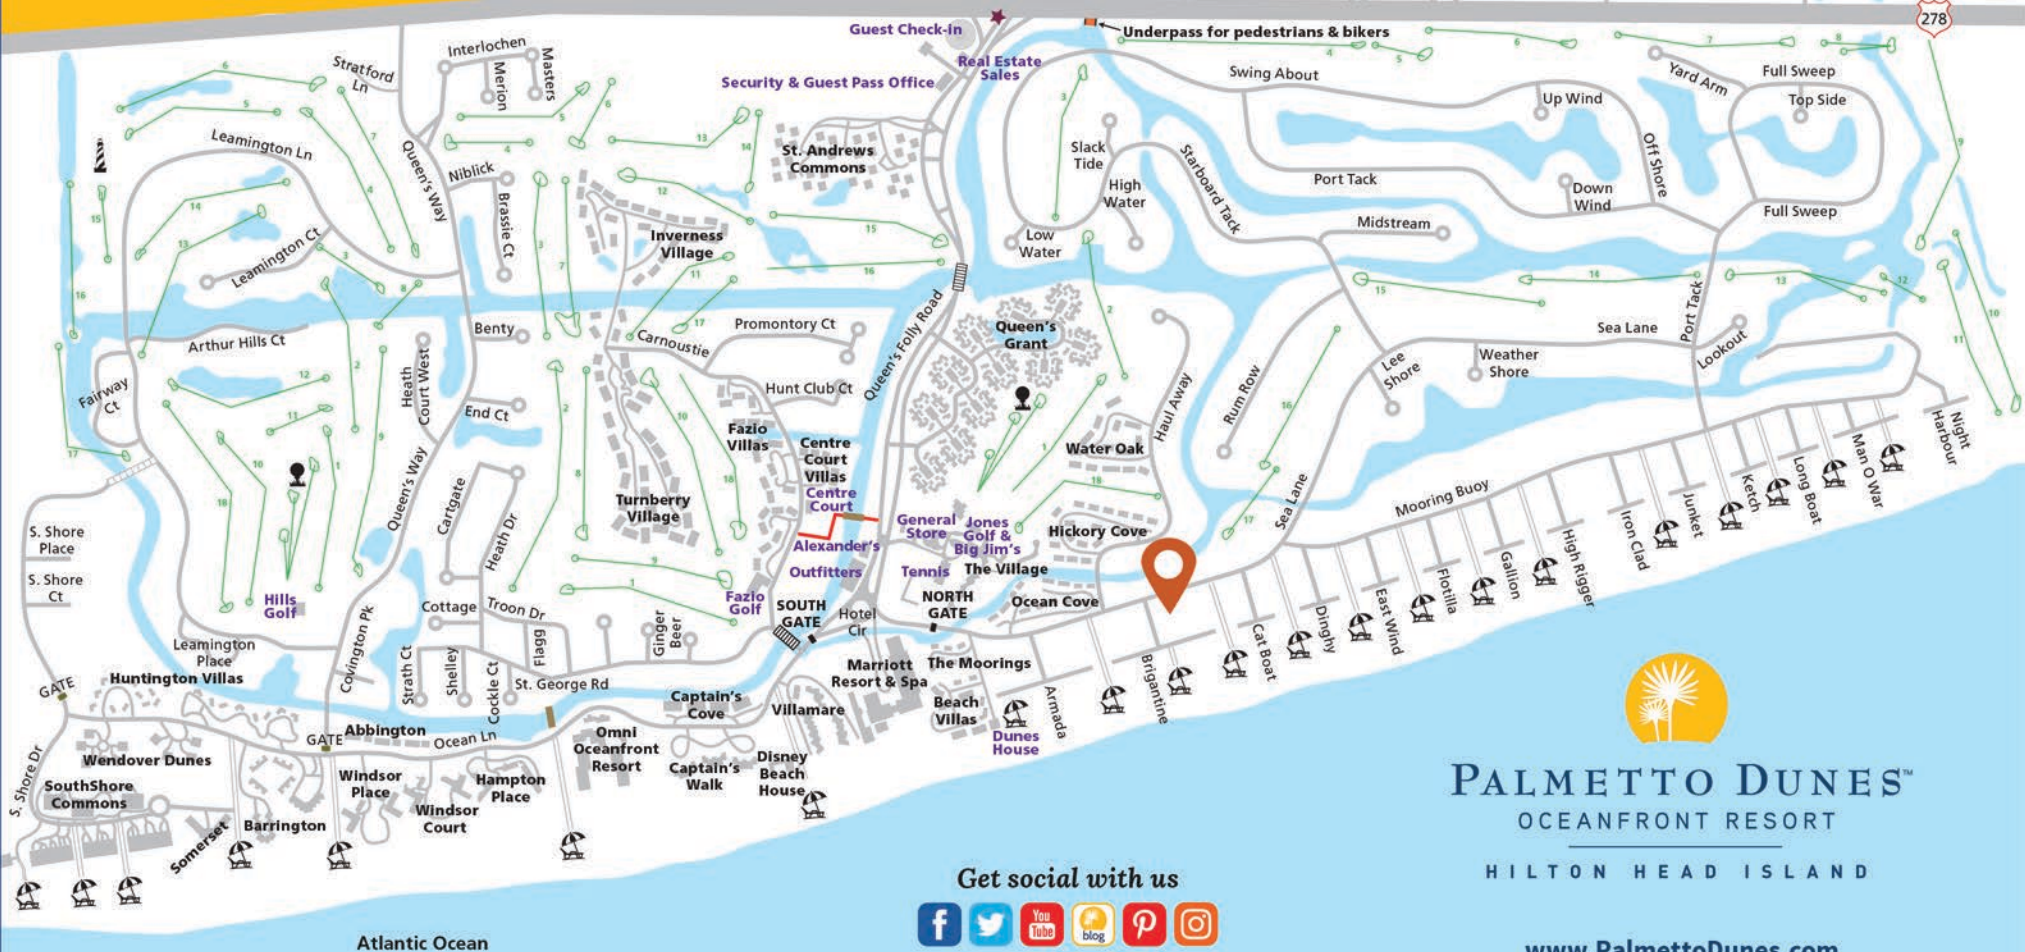 278
Guest Check-in
Underpass for pedestrians & bikers
Real Estate
Sales
Security & Guest Pass Office
Interlochen
Merion
Masters
Stratford
Ln
Leamington Ln
Queen's Way
Niblick
Brassie Ct
St. Andrews
Commons
Swing About
Yard Arm
Full Sweep
Top Side
Up Wind
Off Shore
Slack
Tide
High
Water
Starboard Tack
Port Tack
Down
Wind
Full Sweep
Midstream
Low
Water
Inverness
Village
Leamington Ct
Arthur Hills Ct
Benty
Carnoustie
Promontory Ct
Queen's Folly Road
Queen's
Grant
Port Tack
Sea Lane
Lookout
Weather
Shore
Lee
Shore
Rum Row
Haul Away
Fairway
Ct
Heath
Court West
End Ct
Hunt Club Ct
Fazio
Villas
Centre
Court
Villas
Centre
Court
Water Oak
Night
Harbour
Man O War
Long Boat
Ketch
Junket
Iron Clad
High Rigger
Gallion
Flotilla
East Wind
Dinghy
Cat Boat
Brigantine
Armada
Mooring Buoy
Sea Lane
Queen's Way
Cartgate
Heath Dr
Turnberry
Village
General
Store
Jones
Golf &
Big Jim's
Hickory Cove
Alexander's
Outfitters
Tennis
The Village
S. Shore
Place
S. Shore
Ct
Hills
Golf
Fazio
Golf
SOUTH
GATE
Hotel
Cir
NORTH
GATE
Ocean Cove
Cottage
Troon Dr
Flagg
Ginger
Beer
Leamington
Place
Covington Pk
Strath Ct
Shelley
Cockle Ct
St. George Rd
Marriott
Resort & Spa
The Moorings
GATE
Huntington Villas
Captain's
Cove
Villamare
Beach
Villas
Dunes
House
GATE
Abbington
Ocean Ln
Omni
Oceanfront
Resort
Captain's
Walk
Disney
Beach
House
S. Shore Dr
Wendover Dunes
SouthShore
Commons
Windsor
Place
Hampton
Place
Windsor
Court
Barrington
Somerset
PALMETTO DUNES™
OCEANFRONT RESORT
HILTON HEAD ISLAND
Get social with us
You
Tube
blog
Atlantic Ocean
www.PalmettoDunes.com